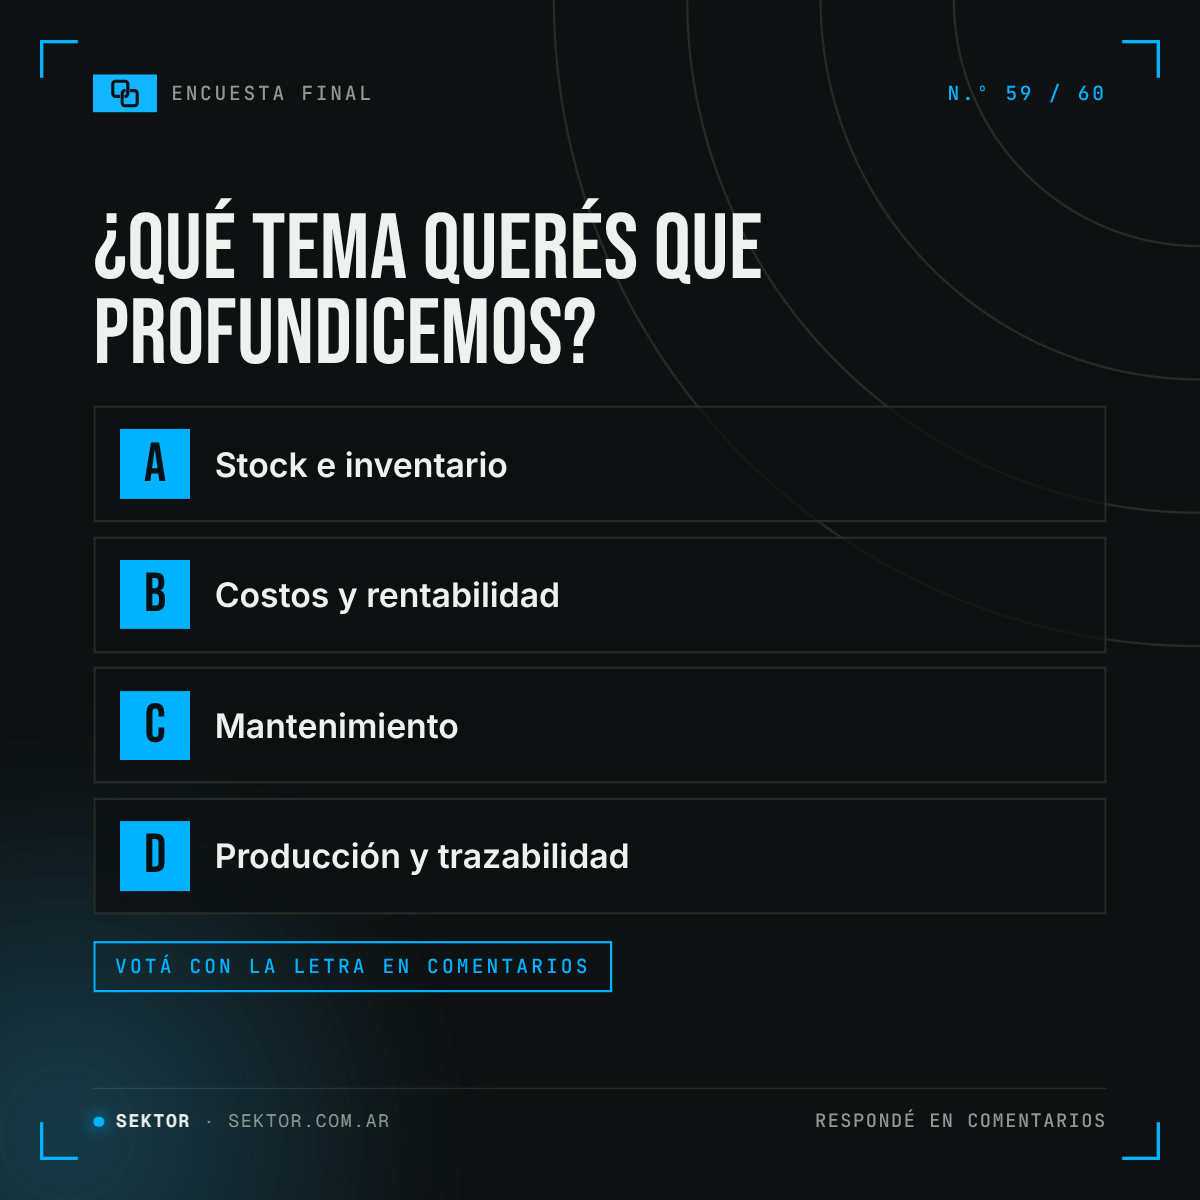 ENCUESTA FINAL
N.° 59 / 60
¿QUÉ TEMA QUERÉS QUE
PROFUNDICEMOS?
A Stock e inventario
B Costos y rentabilidad
C Mantenimiento
D Producción y trazabilidad
VOTÁ CON LA LETRA EN COMENTARIOS
SEKTOR · SEKTOR.COM.AR
RESPONDÉ EN COMENTARIOS